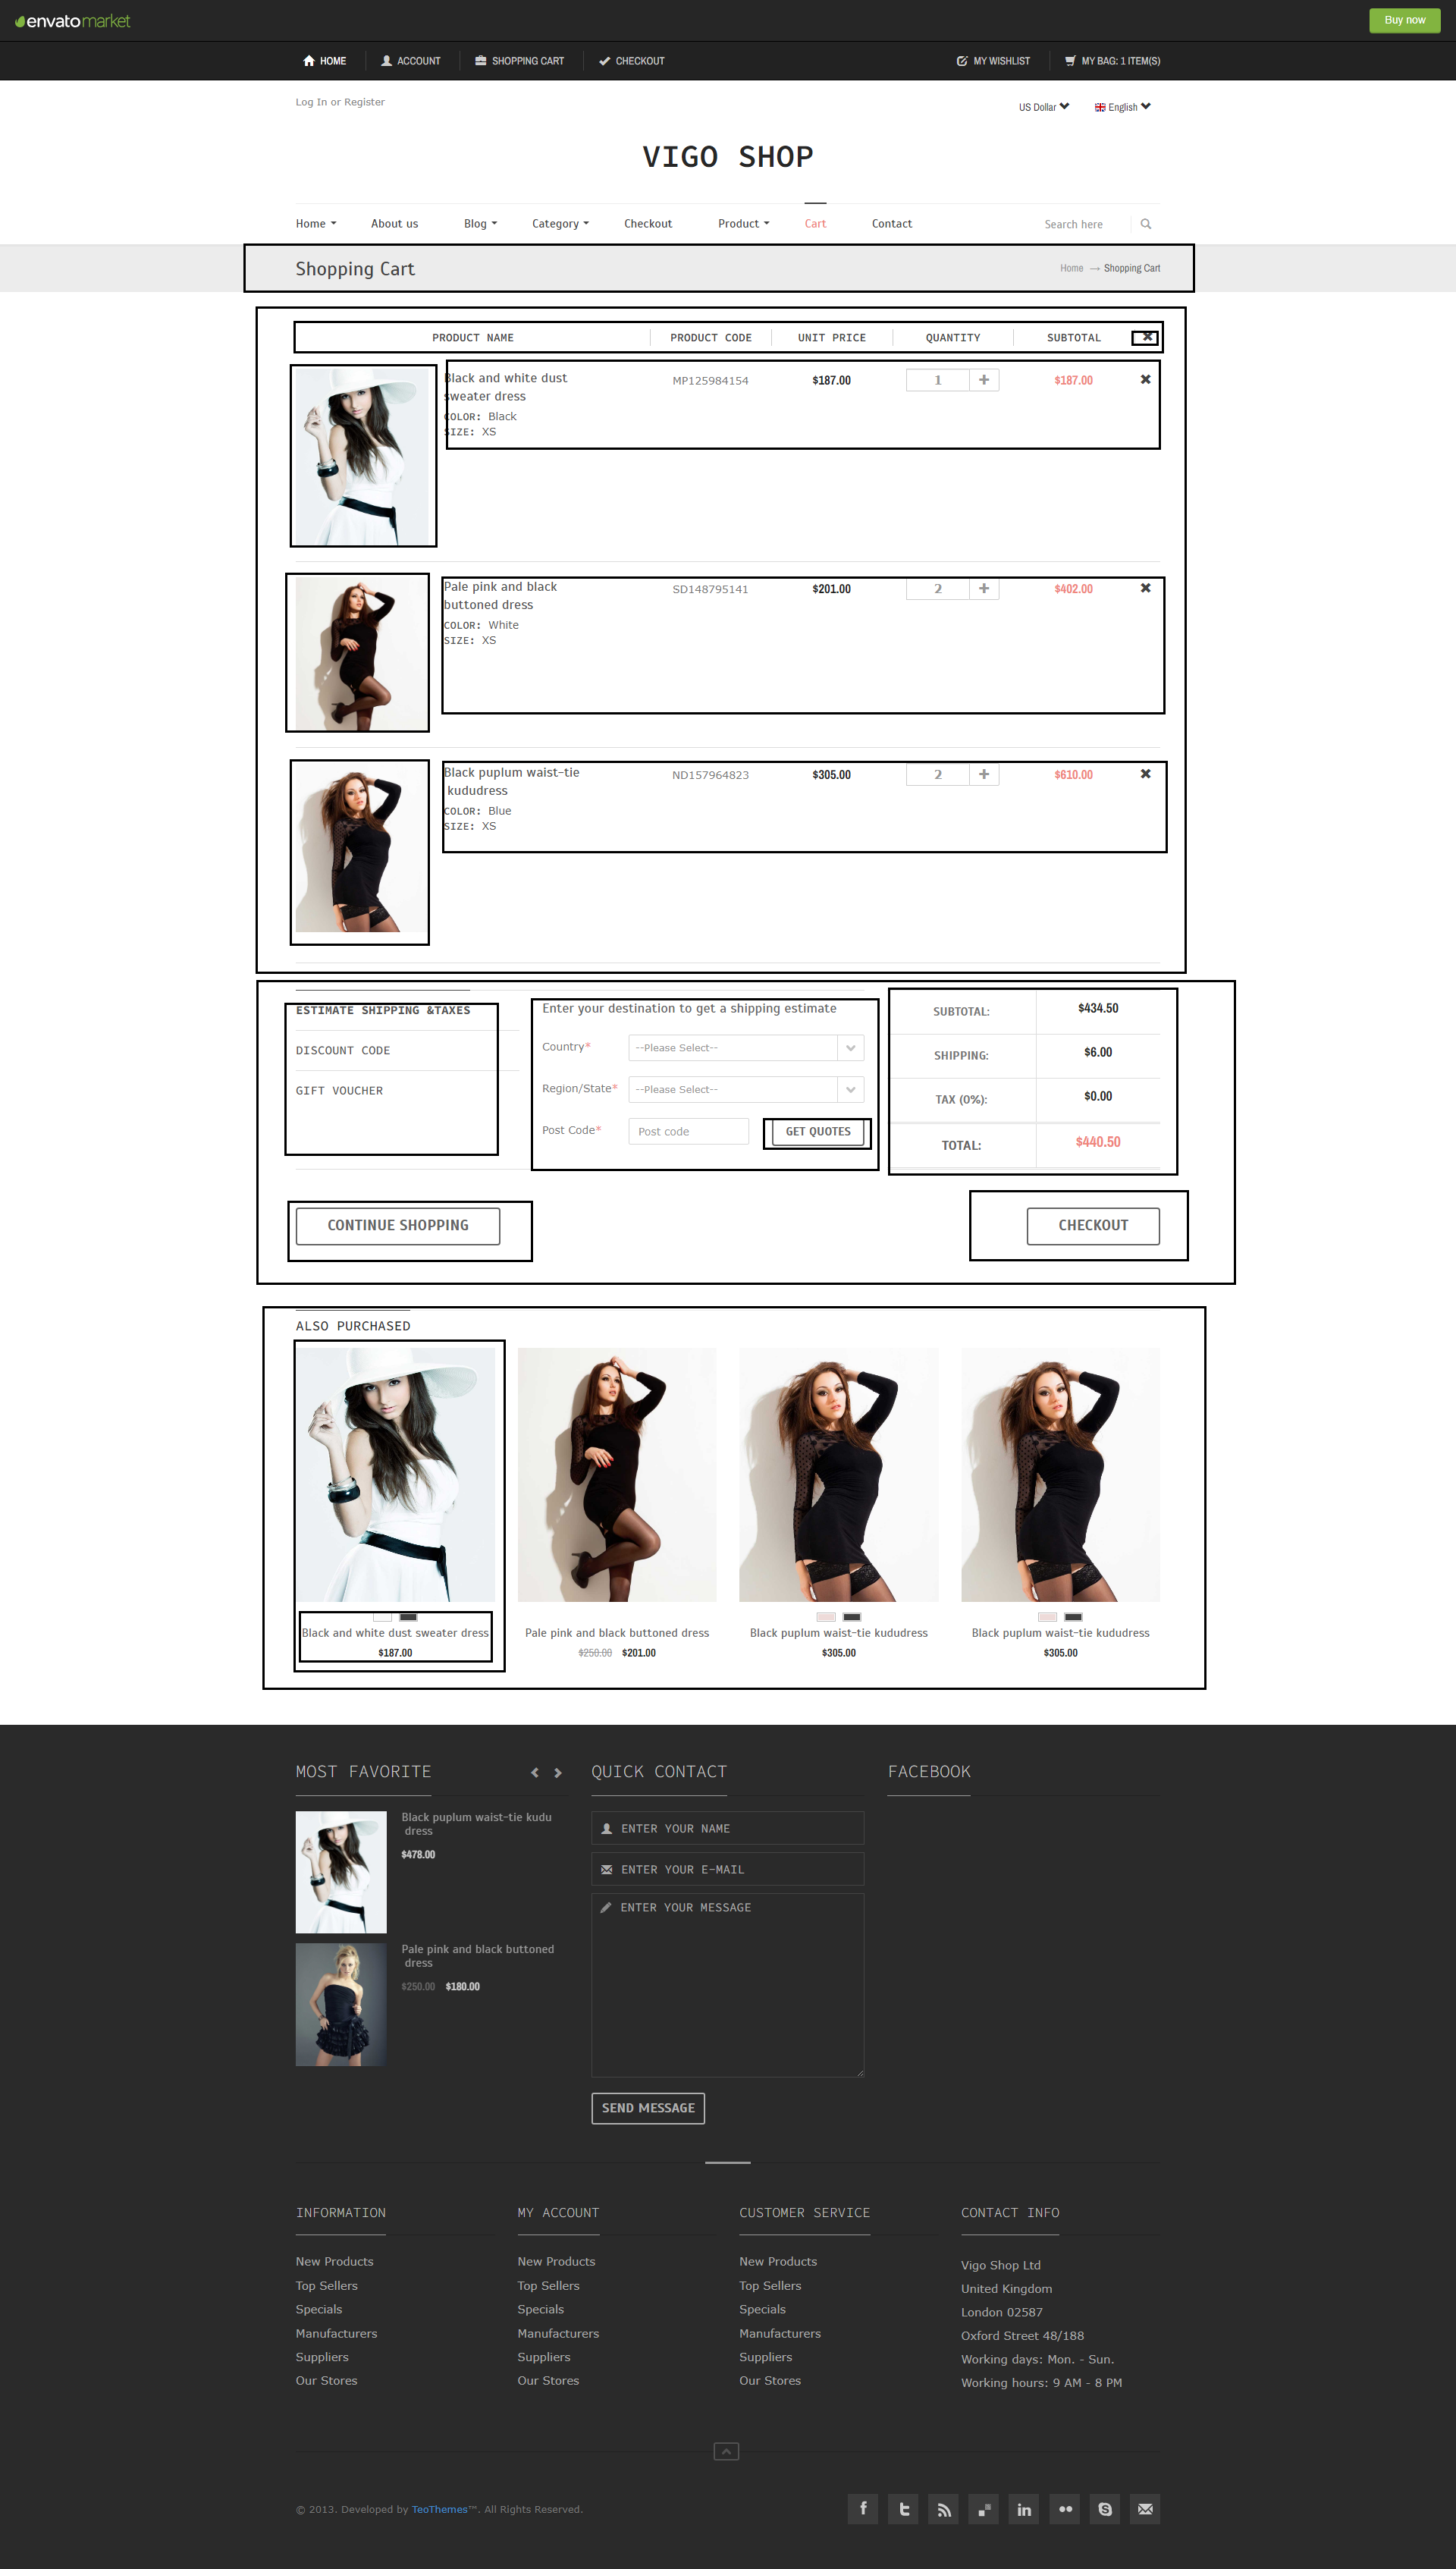 envatomarket
Buy now
HOME ACCOUNT SHOPPING CART CHECKOUT MY WISHLIST MY BAG: 1 ITEM(S)
Log In or Register
US Dollar English
VIGO SHOP
Home About us Blog Category Checkout Product Cart Contact Search here
Shopping Cart
Home → Shopping Cart
PRODUCT NAME PRODUCT CODE UNIT PRICE QUANTITY SUBTOTAL
Black and white dust MP125984154 $187.00 1 + $187.00
sweater dress
COLOR: Black
SIZE: XS
Pale pink and black SD148795141 $201.00 2 + $402.00
buttoned dress
COLOR: White
SIZE: XS
Black puplum waist-tie ND157964823 $305.00 2 + $610.00
kududress
COLOR: Blue
SIZE: XS
ESTIMATE SHIPPING &TAXES
DISCOUNT CODE
GIFT VOUCHER
Enter your destination to get a shipping estimate
Country* --Please Select--
Region/State* --Please Select--
Post Code* Post code GET QUOTES
SUBTOTAL: $434.50
SHIPPING: $6.00
TAX (0%): $0.00
TOTAL: $440.50
CONTINUE SHOPPING CHECKOUT
ALSO PURCHASED
Black and white dust sweater dress
$187.00
Pale pink and black buttoned dress
$250.00 $201.00
Black puplum waist-tie kududress
$305.00
Black puplum waist-tie kududress
$305.00
MOST FAVORITE
Black puplum waist-tie kudu
dress
$478.00
Pale pink and black buttoned
dress
$250.00 $180.00
QUICK CONTACT
ENTER YOUR NAME
ENTER YOUR E-MAIL
ENTER YOUR MESSAGE
SEND MESSAGE
FACEBOOK
INFORMATION
New Products
Top Sellers
Specials
Manufacturers
Suppliers
Our Stores
MY ACCOUNT
New Products
Top Sellers
Specials
Manufacturers
Suppliers
Our Stores
CUSTOMER SERVICE
New Products
Top Sellers
Specials
Manufacturers
Suppliers
Our Stores
CONTACT INFO
Vigo Shop Ltd
United Kingdom
London 02587
Oxford Street 48/188
Working days: Mon. - Sun.
Working hours: 9 AM - 8 PM
© 2013. Developed by TeoThemes™. All Rights Reserved.